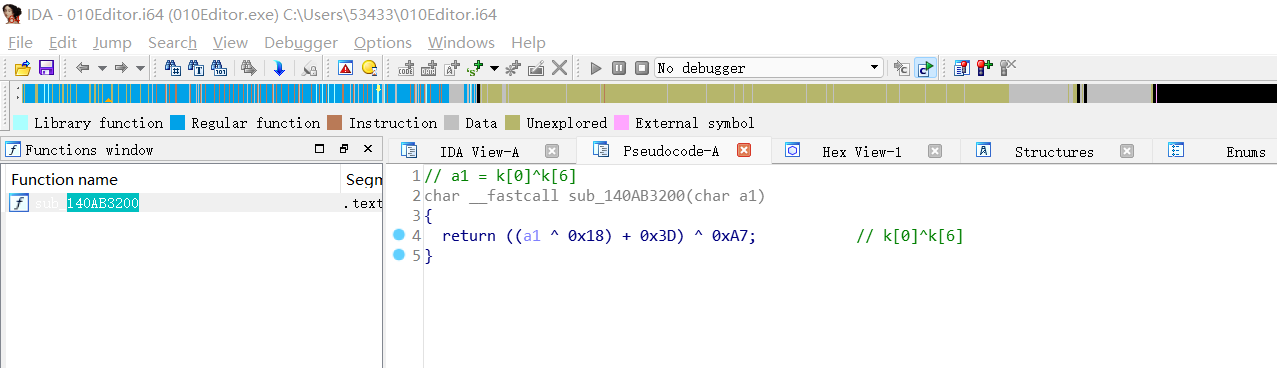 IDA - 010Editor.i64 (010Editor.exe) C:\Users\53433\010Editor.i64
File Edit Jump Search View Debugger Options Windows Help
No debugger
Library function Regular function Instruction Data Unexplored External symbol
Functions window
IDA View-A Pseudocode-A Hex View-1 Structures Enums
Function name Segm
sub_140AB3200 .text
1 // a1 = k[0]^k[6]
2 char __fastcall sub_140AB3200(char a1)
3 {
4 return ((a1 ^ 0x18) + 0x3D) ^ 0xA7; // k[0]^k[6]
5 }